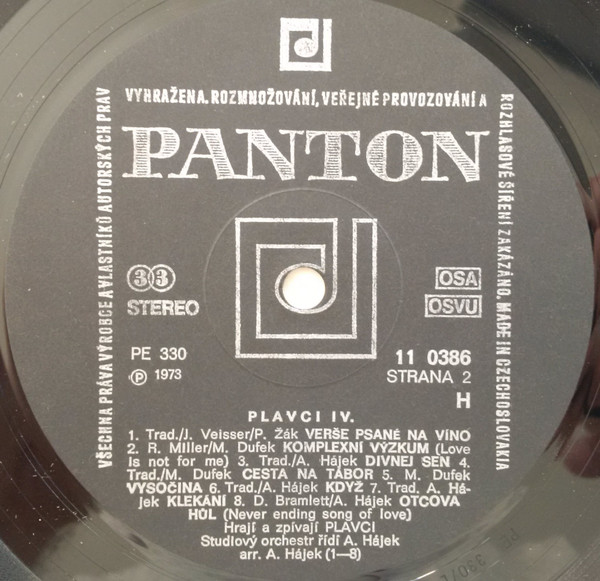 VŠECHNA PRÁVA VÝROBCE A VLASTNÍKŮ AUTORSKÝCH PRÁV
VYHRAŽENA. ROZMNOŽOVÁNÍ, VEŘEJNÉ PROVOZOVÁNÍ A
ROZHLASOVÉ ŠÍŘENÍ ZAKÁZÁNO. MADE IN CZECHOSLOVAKIA
PANTON
33
STEREO
OSA
OSVU
PE 330
Ⓟ 1973
11 0386
STRANA 2
H
PLAVCI IV.
1. Trad./J. Veisser/P. Žák VERŠE PSANÉ NA VÍNO
2. R. Miller/M. Dufek KOMPLEXNÍ VÝZKUM (Love
is not for me) 3. Trad./A. Hájek DIVNEJ SEN 4.
Trad./M. Dufek CESTA NA TÁBOR 5. M. Dufek
VYSOČINA 6. Trad./A. Hájek KDYŽ 7. Trad. A. Há-
jek KLEKÁNÍ 8. D. Bramlett/A. Hájek OTCOVA
HŮL (Never ending song of love)
Hrají a zpívají PLAVCI
Studiový orchestr řídí A. Hájek
arr. A. Hájek (1—8)